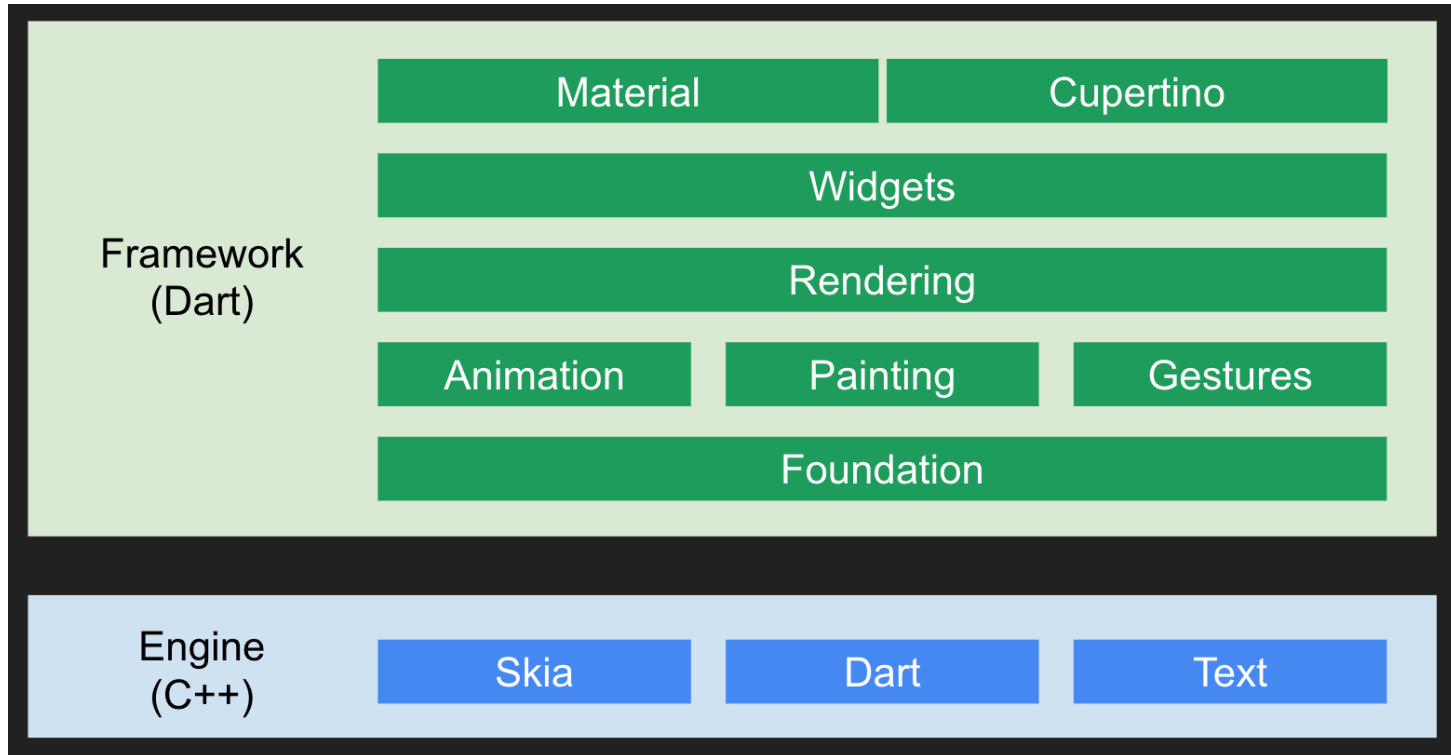 Material
Cupertino
Widgets
Framework
(Dart)
Rendering
Animation
Painting
Gestures
Foundation
Engine
(C++)
Skia
Dart
Text